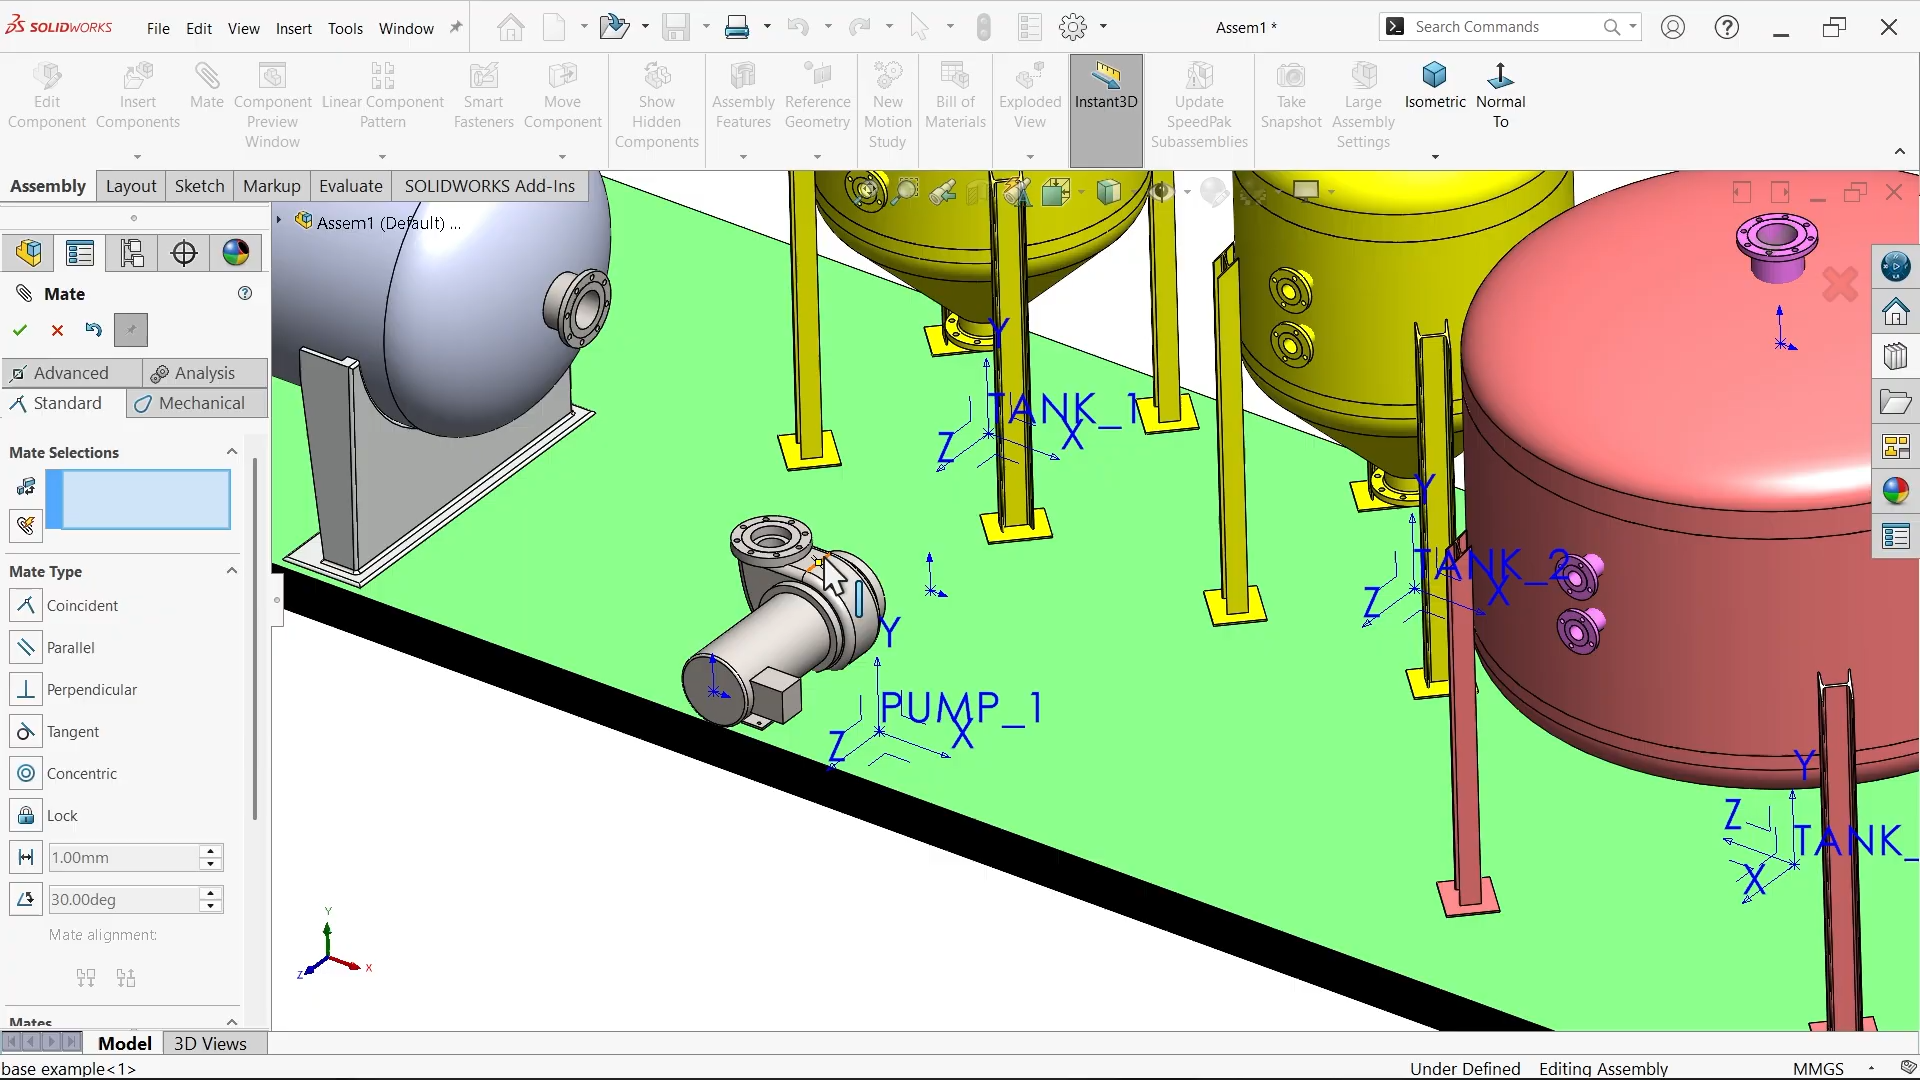 SOLIDWORKS
File Edit View Insert Tools Window
Assem1 *
Search Commands
Edit Component
Insert Components
Mate
Component Preview Window
Linear Component Pattern
Smart Fasteners
Move Component
Show Hidden Components
Assembly Features
Reference Geometry
New Motion Study
Bill of Materials
Exploded View
Instant3D
Update SpeedPak Subassemblies
Take Snapshot
Large Assembly Settings
Isometric
Normal To
Assembly Layout Sketch Markup Evaluate SOLIDWORKS Add-Ins
Assem1 (Default) ...
Mate
Advanced Analysis
Standard Mechanical
Mate Selections
Mate Type
Coincident
Parallel
Perpendicular
Tangent
Concentric
Lock
1.00mm
30.00deg
Mate alignment:
Mates
Y
TANK_1
Z X
Y
TANK_2
Z X
Y
PUMP_1
Z X
Y
Z
TANK_
X
Y
Z X
Model 3D Views
base example<1>
Under Defined Editing Assembly MMGS